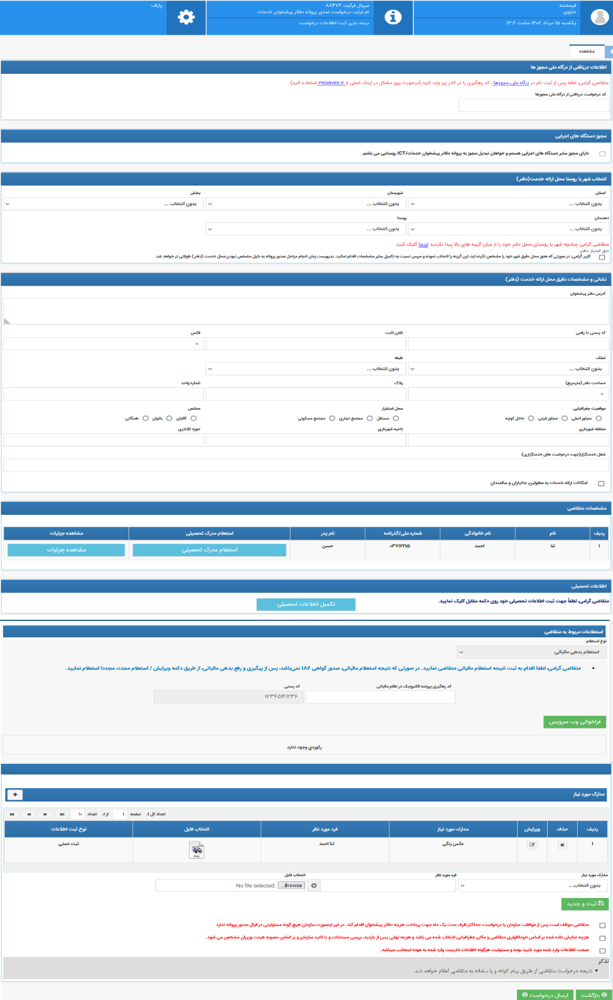 فرستنده:
منزوی
یکشنبه ۱۵ مرداد ۱۴۰۲ ساعت ۱۳:۶
سریال فرآیند: ۸۸۴۷۴
نام فرآیند: درخواست صدور پروانه دفاتر پیشخوان خدمات
مرحله جاری: ثبت اطلاعات درخواست
پاراف:
مشاهده
اطلاعات دریافتی از درگاه ملی مجوز ها
متقاضی گرامی، لطفا پس از ثبت نام در درگاه ملی مجوزها ، کد رهگیری را در کادر زیر وارد کنید.(درصورت بروز مشکل در لینک اصلی از mojavez.ir استفاده کنید)
کد درخواست دریافتی از درگاه ملی مجوزها
مجوز دستگاه های اجرایی
دارای مجوز سایر دستگاه های اجرایی هستم و خواهان تبدیل مجوز به پروانه دفاتر پیشخوان خدمات/ICT روستایی می باشم.
انتخاب شهر یا روستا محل ارائه خدمت(دفتر)
استان شهرستان بخش
بدون انتخاب ... بدون انتخاب ... بدون انتخاب ...
دهستان روستا
بدون انتخاب ... بدون انتخاب ...
متقاضی گرامی چنانچه شهر یا روستای محل دفتر خود را از میان گزینه های بالا پیدا نکردید اینجا کلیک کنید.
حق امتیاز دفتر:
کاربر گرامی: در صورتی که هنوز محل دقیق شهر خود را مشخص نکرده اید، این گزینه را انتخاب نموده و سپس نسبت به تکمیل سایر مشخصات اقدام نمائید. بدیهیست زمان انجام مراحل صدور پروانه به دلیل مشخص نبودن محل خدمت (دفتر) طولانی تر خواهد شد.
نشانی و مشخصات دقیق محل ارائه خدمت (دفتر)
آدرس دفتر پیشخوان
کد پستی ۱۰ رقمی تلفن ثابت فکس
۰
تملک طبقه
بدون انتخاب ... بدون انتخاب ...
مساحت دفتر (مترمربع) پلاک شماره واحد
۰
موقعیت جغرافیایی محل استقرار مختص
مجاور اصلی مجاور فرعی داخل کوچه مستقل مجتمع تجاری مجتمع مسکونی آقایان بانوان همگانی
منطقه شهرداری ناحیه شهرداری حوزه کلانتری
شغل خدمتگزار(جهت درخواست های خدمتگزاری)
امکانات ارائه خدمات به معلولین، جانبازان و سالمندان
مشخصات متقاضی
ردیف نام نام خانوادگی شماره ملی/گذرنامه نام پدر استعلام مدرک تحصیلی مشاهده جزئیات
۱ ثنا احمد ۰۳۷۱۲۲۱۵ حسن استعلام مدرک تحصیلی مشاهده جزئیات
اطلاعات تحصیلی
متقاضی گرامی، لطفاً جهت ثبت اطلاعات تحصیلی خود روی دکمه مقابل کلیک نمایید. تکمیل اطلاعات تحصیلی
استعلامات مربوط به متقاضی
نوع استعلام
استعلام بدهی مالیاتی
• متقاضی گرامی، لطفا اقدام به ثبت نتیجه استعلام مالیاتی متقاضی نمایید. در صورتی که نتیجه استعلام مالیاتی، صدور گواهی ۱۸۶ نمی‌باشد، پس از پیگیری و رفع بدهی مالیاتی، از طریق دکمه ویرایش / استعلام مجدد، مجددا استعلام نمایید.
کد رهگیری پرونده الکترونیک در نظام مالیاتی کد پستی
۱۲۳۶۵۴۱۲۳۶
فراخوانی وب سرویس
رکوردي وجود ندارد
مدارک مورد نیاز
تعداد کل ۱، صفحه ۱ از ۱، تعداد ۱۰
ردیف حذف ویرایش مدارك مورد نیاز فرد مورد نظر انتخاب فایل نوع ثبت اطلاعات
۱ عکس رنگی ثنا احمد PNG ثبت دستی
مدارک مورد نیاز فرد مورد نظر انتخاب فایل
بدون انتخاب... Browse... No file selected.
ثبت و جدید
متقاضی موظف است پس از موافقت سازمان با درخواست، حداکثر ظرف مدت یک ماه جهت پرداخت هزینه دفاتر پیشخوان اقدام کند. در غیر اینصورت سازمان هیچ گونه مسئولیتی در قبال صدور پروانه ندارد
هزینه نمایش داده شده بر اساس خوداظهاری متقاضی و مکان جغرافیایی انتخاب شده می باشد و هزینه نهایی پس از بازدید، بررسی مستندات و با تائید سازمان و بر اساس مصوبه هیئت وزیران مشخص می شود.
صحت اطلاعات وارد شده مورد تایید بوده و مسئولیت هرگونه اطلاعات نادرست وارد شده به عهده اینجانب میباشد.
تذکر
• نتیجه درخواست متقاضی از طریق پیام کوتاه و یا سامانه به متقاضی اعلام خواهد شد.
بازگشت ارسال درخواست